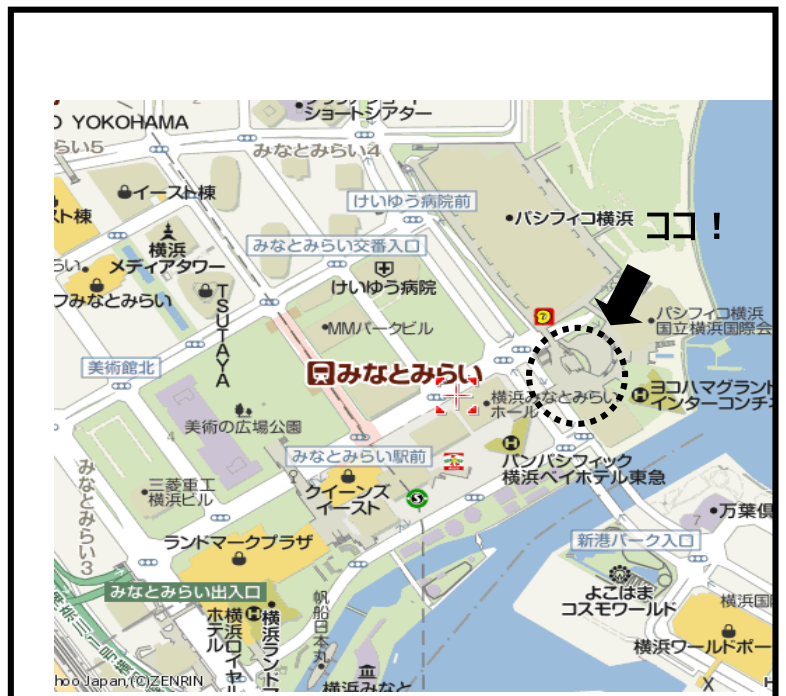 ショートシアター
YOKOHAMA
らい5
みなとみらい4
イースト棟
スト棟
けいゆう病院前
パシフィコ横浜
ココ！
横浜
メディアタワー
みなとみらい交番入口
けいゆう病院
フみなとみらい
TSUTAYA
MMパークビル
パシフィコ横浜
国立横浜国際会
みなとみらい
美術館北
横浜みなとみらい
ホール
ヨコハマグランド
インターコンチネ
美術の広場公園
4
1
みなとみらい駅前
パンパシフィック
横浜ベイホテル東急
みなとみらい3
三菱重工
横浜ビル
クイーンズ
イースト
万葉倶
7
ランドマークプラザ
新港パーク入口
みなとみらい出入口
よこはま
コスモワールド
横浜国
横浜ロイヤル
ホテル
横浜ランドマ
帆船日本丸
横浜ワールドポー
横浜みなと
hoo Japan,(C)ZENRIN